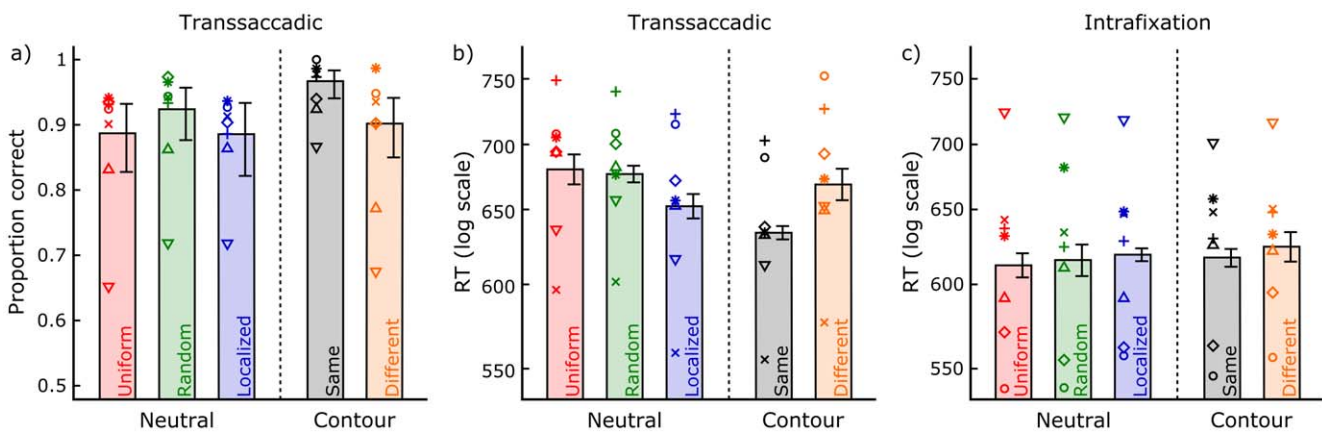 Transsaccadic
a)
Proportion correct
1
0.9
0.8
0.7
0.6
0.5
Uniform
Random
Localized
Same
Different
Neutral
Contour
Transsaccadic
b)
RT (log scale)
750
700
650
600
550
Uniform
Random
Localized
Same
Different
Neutral
Contour
Intrafixation
c)
RT (log scale)
750
700
650
600
550
Uniform
Random
Localized
Same
Different
Neutral
Contour